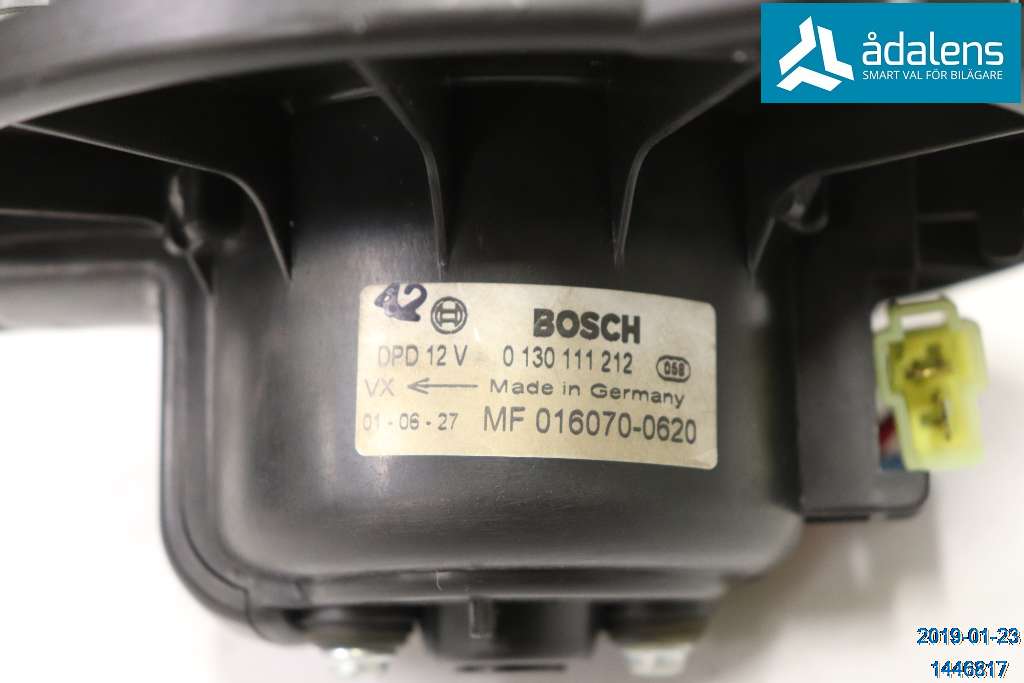 ådalens
SMART VAL FÖR BILÄGARE
42 BOSCH
DPD 12 V 0 130 111 212 058
VX ← Made in Germany
01-06-27 MF 016070-0620
2019-01-23
1446817